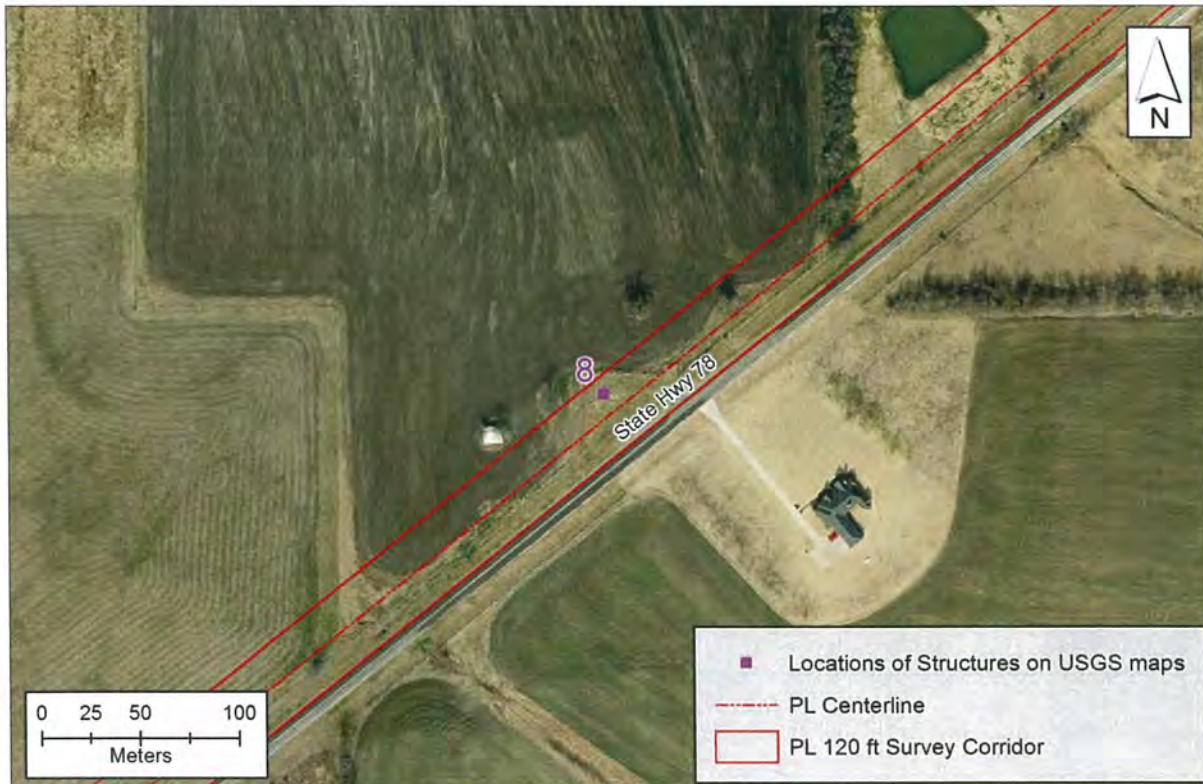 N
8
State Hwy 78
0 25 50 100
Meters
Locations of Structures on USGS maps
PL Centerline
PL 120 ft Survey Corridor